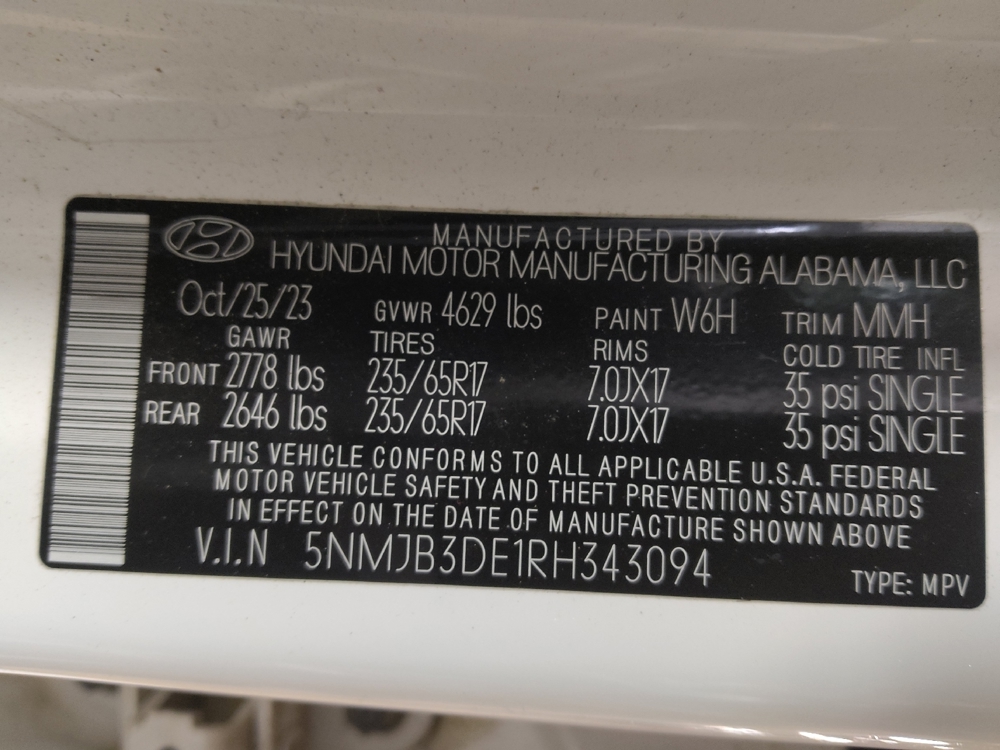 MANUFACTURED BY
HYUNDAI MOTOR MANUFACTURING ALABAMA, LLC
Oct/25/23 GVWR 4629 lbs PAINT W6H TRIM MMH
GAWR TIRES RIMS COLD TIRE INFL
FRONT 2778 lbs 235/65R17 7.0JX17 35 psi SINGLE
REAR 2646 lbs 235/65R17 7.0JX17 35 psi SINGLE
THIS VEHICLE CONFORMS TO ALL APPLICABLE U.S.A. FEDERAL
MOTOR VEHICLE SAFETY AND THEFT PREVENTION STANDARDS
IN EFFECT ON THE DATE OF MANUFACTURE SHOWN ABOVE
V.I.N 5NMJB3DE1RH343094
TYPE: MPV